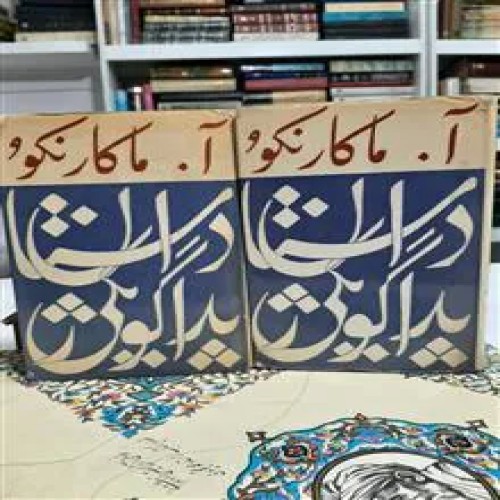 آ. ماکارنکو
داستان
پداگوژیکی
آ. ماکارنکو
داستان
پداگوژیکی